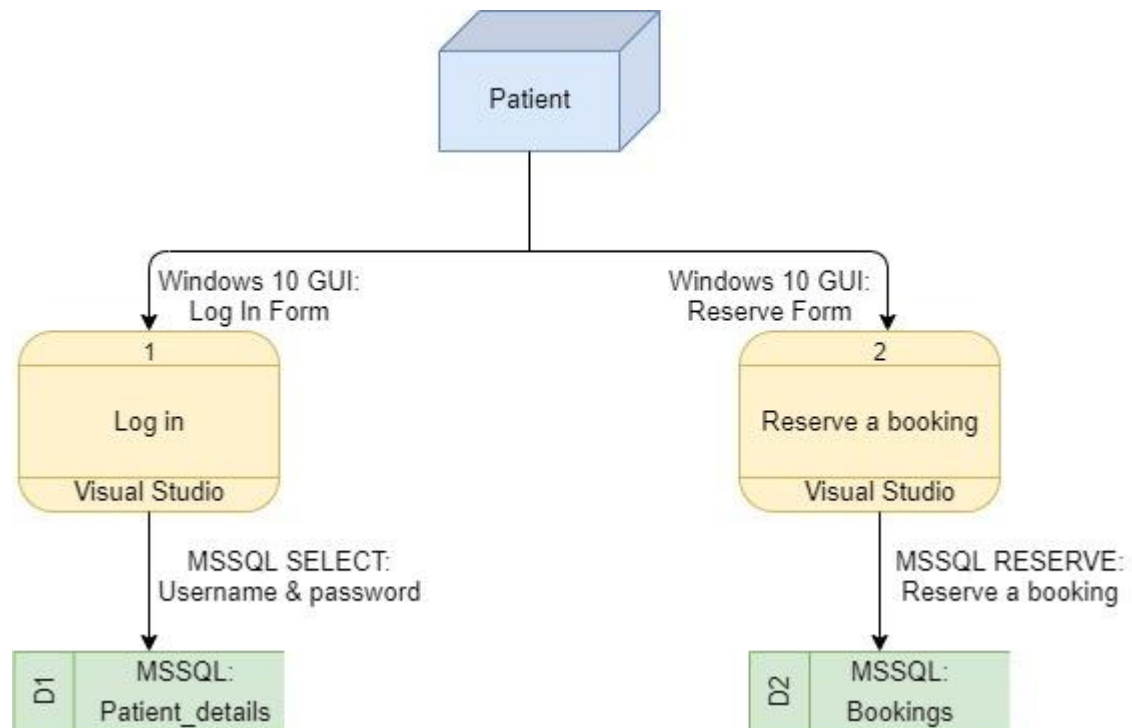 Patient
Windows 10 GUI:
Log In Form
Windows 10 GUI:
Reserve Form
1
Log in
Visual Studio
2
Reserve a booking
Visual Studio
MSSQL SELECT:
Username & password
MSSQL RESERVE:
Reserve a booking
D1
MSSQL:
Patient_details
D2
MSSQL:
Bookings